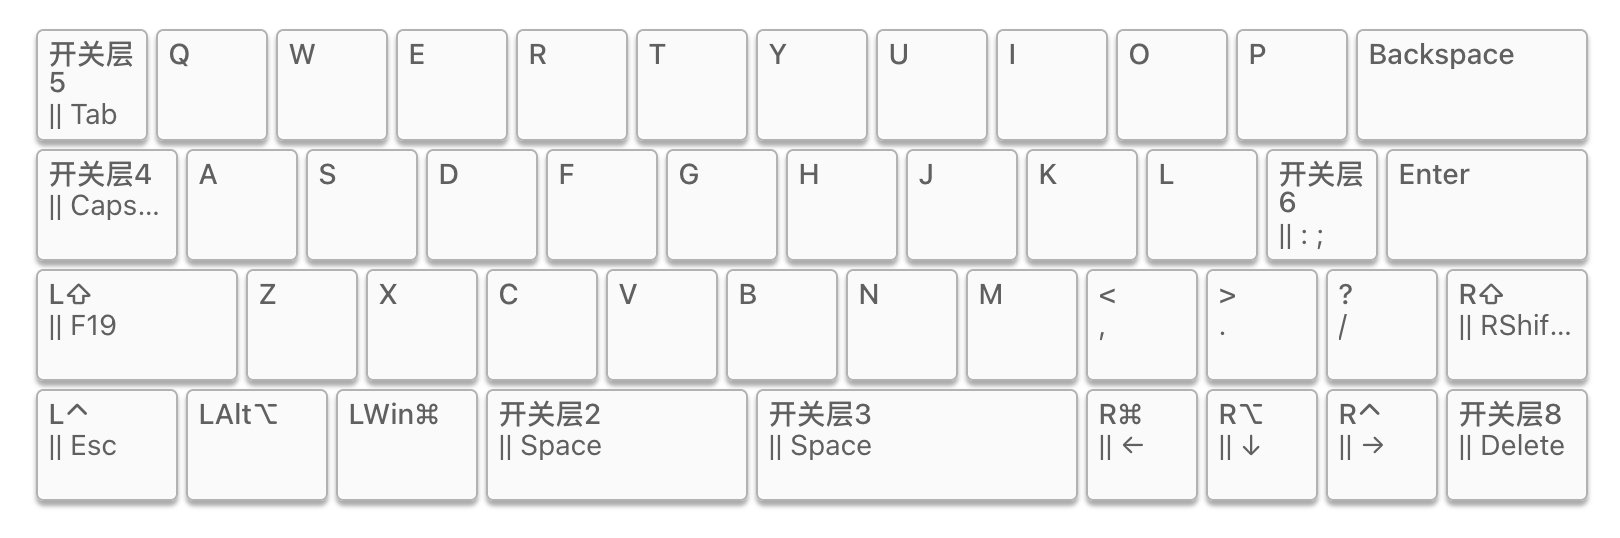 开关层
5
|| Tab
Q
W
E
R
T
Y
U
I
O
P
Backspace
开关层4
|| Caps...
A
S
D
F
G
H
J
K
L
开关层
6
|| : ;
Enter
L⇧
|| F19
Z
X
C
V
B
N
M
<
,
>
.
?
/
R⇧
|| RShif...
L^
|| Esc
LAlt⌥
LWin⌘
开关层2
|| Space
开关层3
|| Space
R⌘
|| ←
R⌥
|| ↓
R^
|| →
开关层8
|| Delete